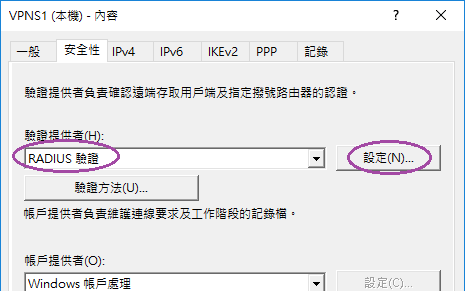 VPNS1 (本機) - 內容
一般 安全性 IPv4 IPv6 IKEv2 PPP 記錄
驗證提供者負責確認遠端存取用戶端及指定撥號路由器的認證。
驗證提供者(H):
RADIUS 驗證 設定(N)...
驗證方法(U)...
帳戶提供者負責維護連線要求及工作階段的記錄檔。
帳戶提供者(O):
Windows 帳戶處理 設定(C)...